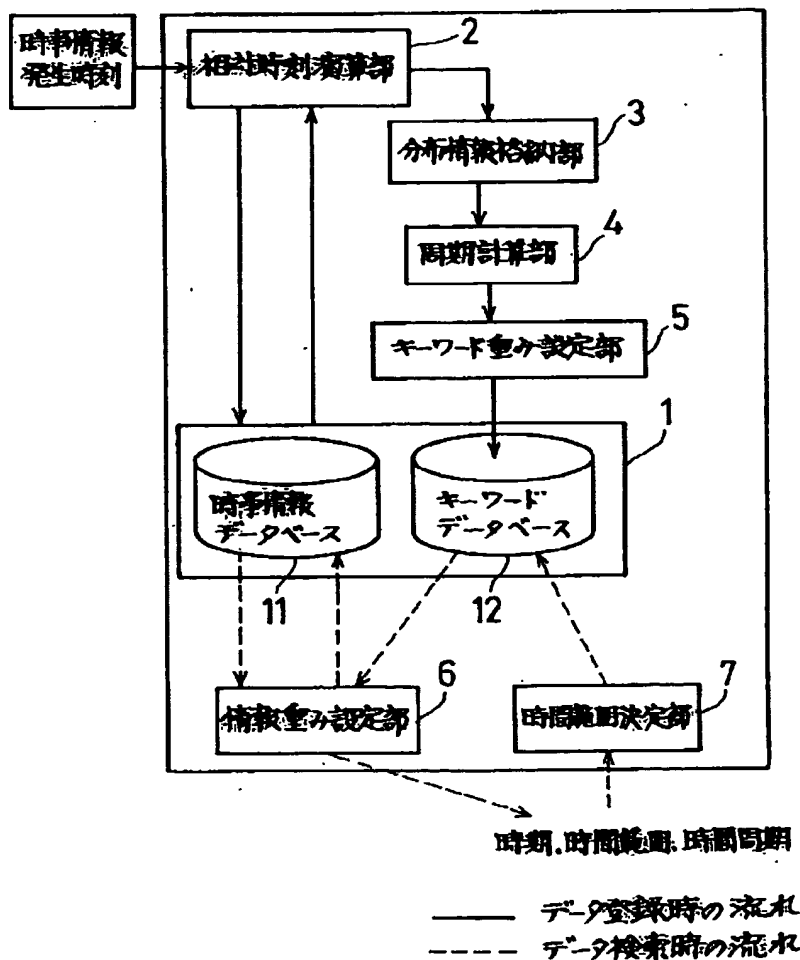 時事情報
発生時刻
相対時刻演算部
2
分布情報格納部
3
周期計算部
4
キーワード重み設定部
5
1
時事情報
データベース
キーワード
データベース
11
12
情報重み設定部
6
時間範囲決定部
7
時期、時間範囲、時間周期
データ登録時の流れ
データ検索時の流れ